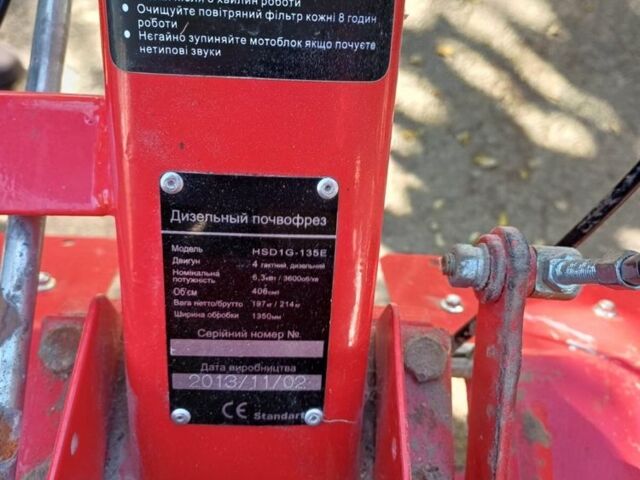 хвилин роботи
● Очищуйте повітряний фільтр кожні 8 годин
роботи
● Негайно зупиняйте мотоблок якщо почуєте
нетипові звуки
Дизельный почвофрез
Модель HSD1G-135E
Двигун 4 тактний, дизельний
Номінальна
потужність 6,3кВт / 3600об/хв
Об'єм 406см³
Вага нетто/брутто 197кг / 214кг
Ширина обробки 1350мм
Серійний номер №
Дата виробництва
2013/11/02
CE Standart